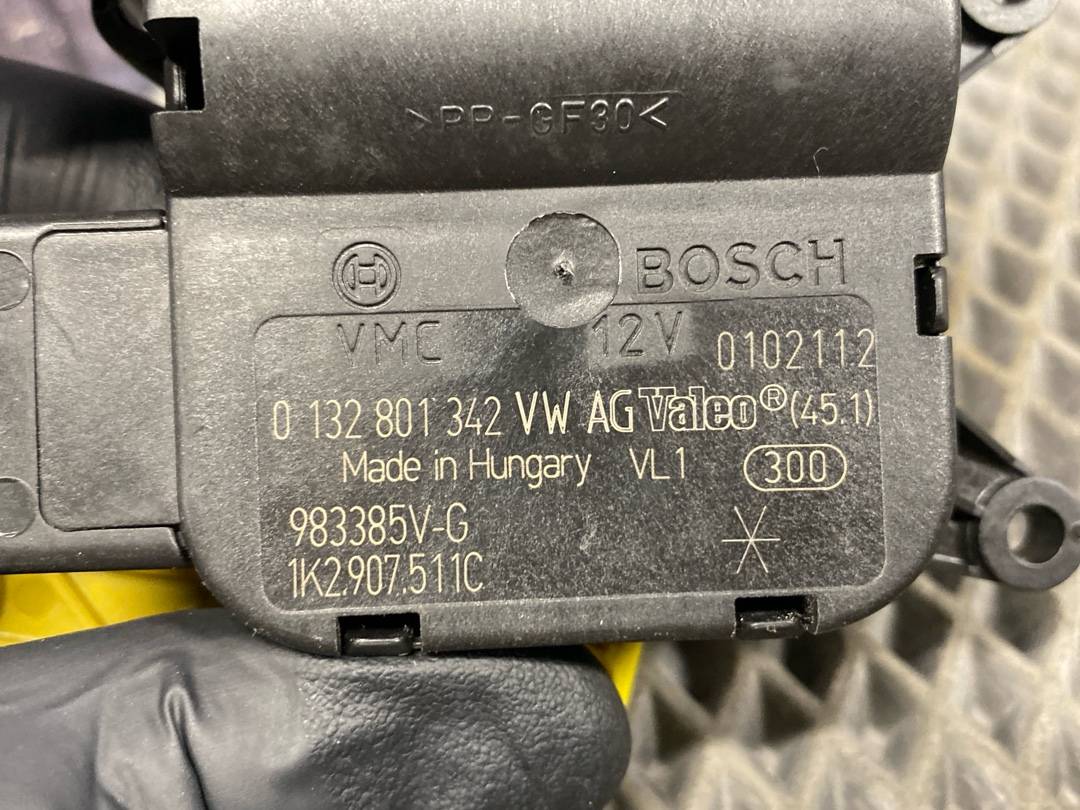 >PP-GF30<
BOSCH
VMC 12V 0102112
0 132 801 342 VW AG Valeo®(45.1)
Made in Hungary VL1 300
983385V-G
1K2.907.511C